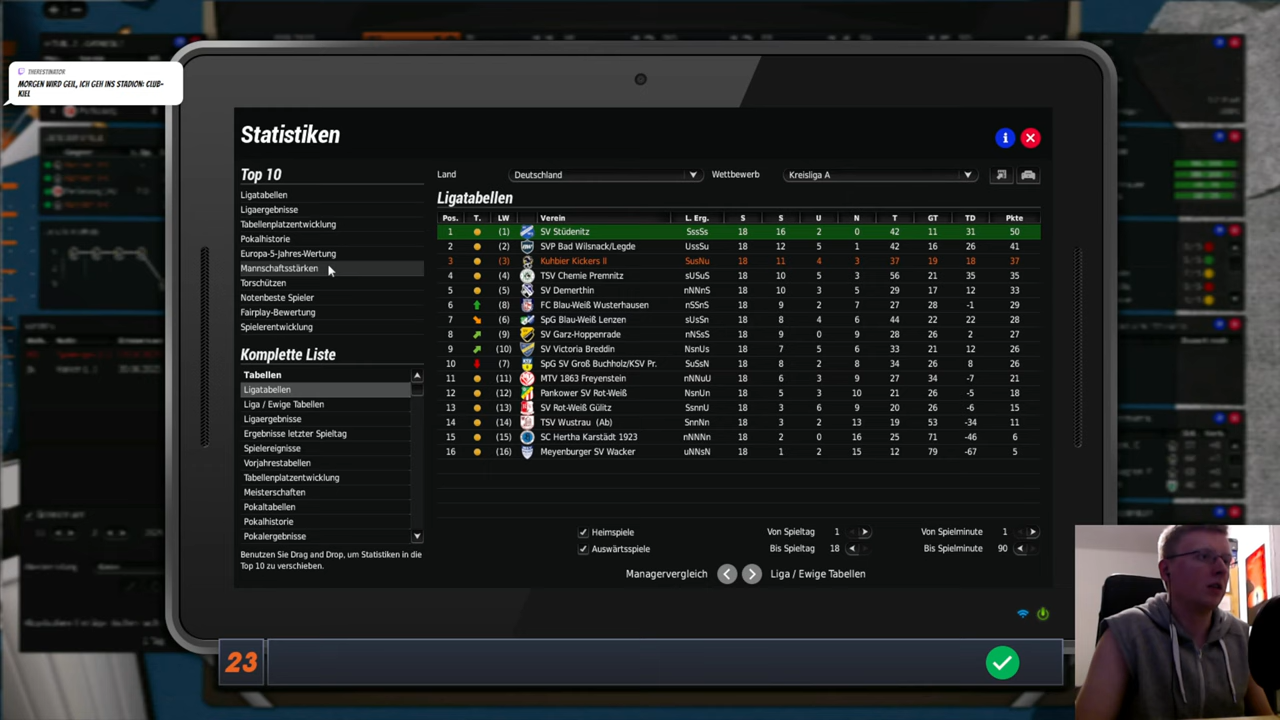 THERESTINATOR
MORGEN WIRD GEIL, ICH GEH INS STADION: CLUB-
KIEL
Statistiken
Top 10
Ligatabellen
Ligaergebnisse
Tabellenplatzentwicklung
Pokalhistorie
Europa-5-Jahres-Wertung
Mannschaftsstärken
Torschützen
Notenbeste Spieler
Fairplay-Bewertung
Spielerentwicklung
Komplette Liste
Tabellen
Ligatabellen
Liga / Ewige Tabellen
Ligaergebnisse
Ergebnisse letzter Spieltag
Spielereignisse
Vorjahrestabellen
Tabellenplatzentwicklung
Meisterschaften
Pokaltabellen
Pokalhistorie
Pokalergebnisse
Benutzen Sie Drag and Drop, um Statistiken in die
Top 10 zu verschieben.
Land Deutschland Wettbewerb Kreisliga A
Ligatabellen
Pos. T. LW Verein L. Erg. S S U N T GT TD Pkte
1 (1) SV Stüdenitz SssSs 18 16 2 0 42 11 31 50
2 (2) SVP Bad Wilsnack/Legde UssSu 18 12 5 1 42 16 26 41
3 (3) Kuhbier Kickers II SusNu 18 11 4 3 37 19 18 37
4 (4) TSV Chemie Premnitz sUSuS 18 10 5 3 56 21 35 35
5 (5) SV Demerthin nNNnS 18 10 3 5 29 17 12 33
6 (8) FC Blau-Weiß Wusterhausen nSSnS 18 9 2 7 27 28 -1 29
7 (6) SpG Blau-Weiß Lenzen sUsSn 18 8 4 6 44 22 22 28
8 (9) SV Garz-Hoppenrade nNSsS 18 9 0 9 28 26 2 27
9 (10) SV Victoria Breddin NsnUs 18 7 5 6 33 21 12 26
10 (7) SpG SV Groß Buchholz/KSV Pr. SuSsN 18 8 2 8 34 26 8 26
11 (11) MTV 1863 Freyenstein nNNuU 18 6 3 9 27 34 -7 21
12 (12) Pankower SV Rot-Weiß NsnUn 18 5 3 10 21 26 -5 18
13 (13) SV Rot-Weiß Gülitz SsnnU 18 3 6 9 20 26 -6 15
14 (14) TSV Wustrau (Ab) SnnNn 18 3 2 13 19 53 -34 11
15 (15) SC Hertha Karstädt 1923 nNNNn 18 2 0 16 25 71 -46 6
16 (16) Meyenburger SV Wacker uNNsN 18 1 2 15 12 79 -67 5
Heimspiele Von Spieltag 1 Von Spielminute 1
Auswärtsspiele Bis Spieltag 18 Bis Spielminute 90
Managervergleich Liga / Ewige Tabellen
23